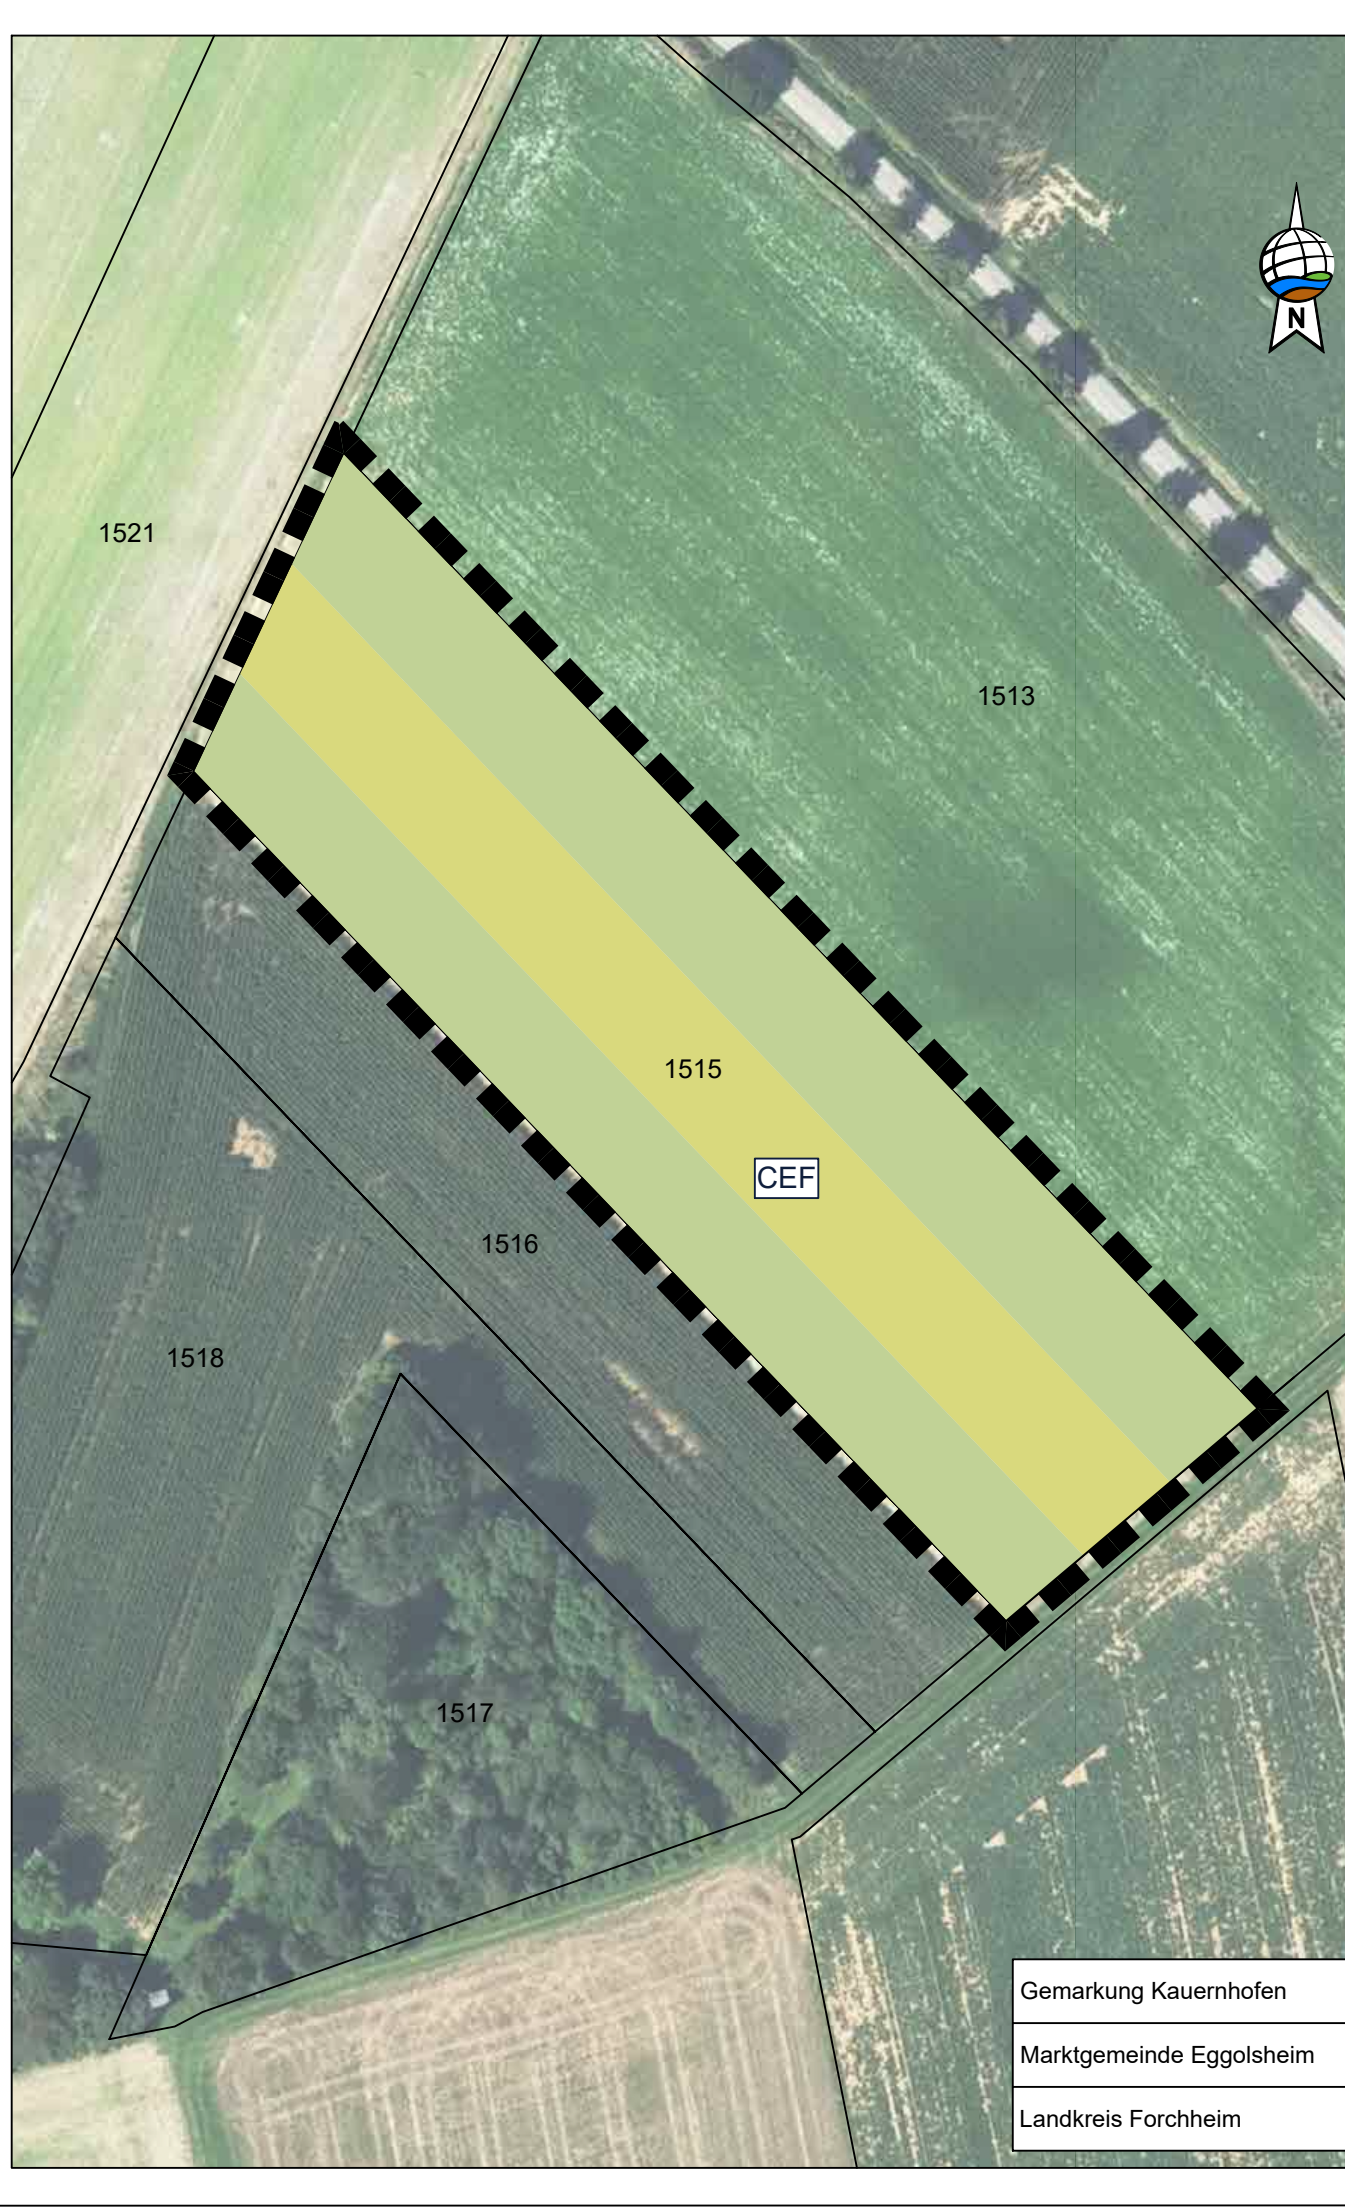 N
1521
1513
1515
CEF
1516
1518
1517
Gemarkung Kauernhofen
Marktgemeinde Eggolsheim
Landkreis Forchheim